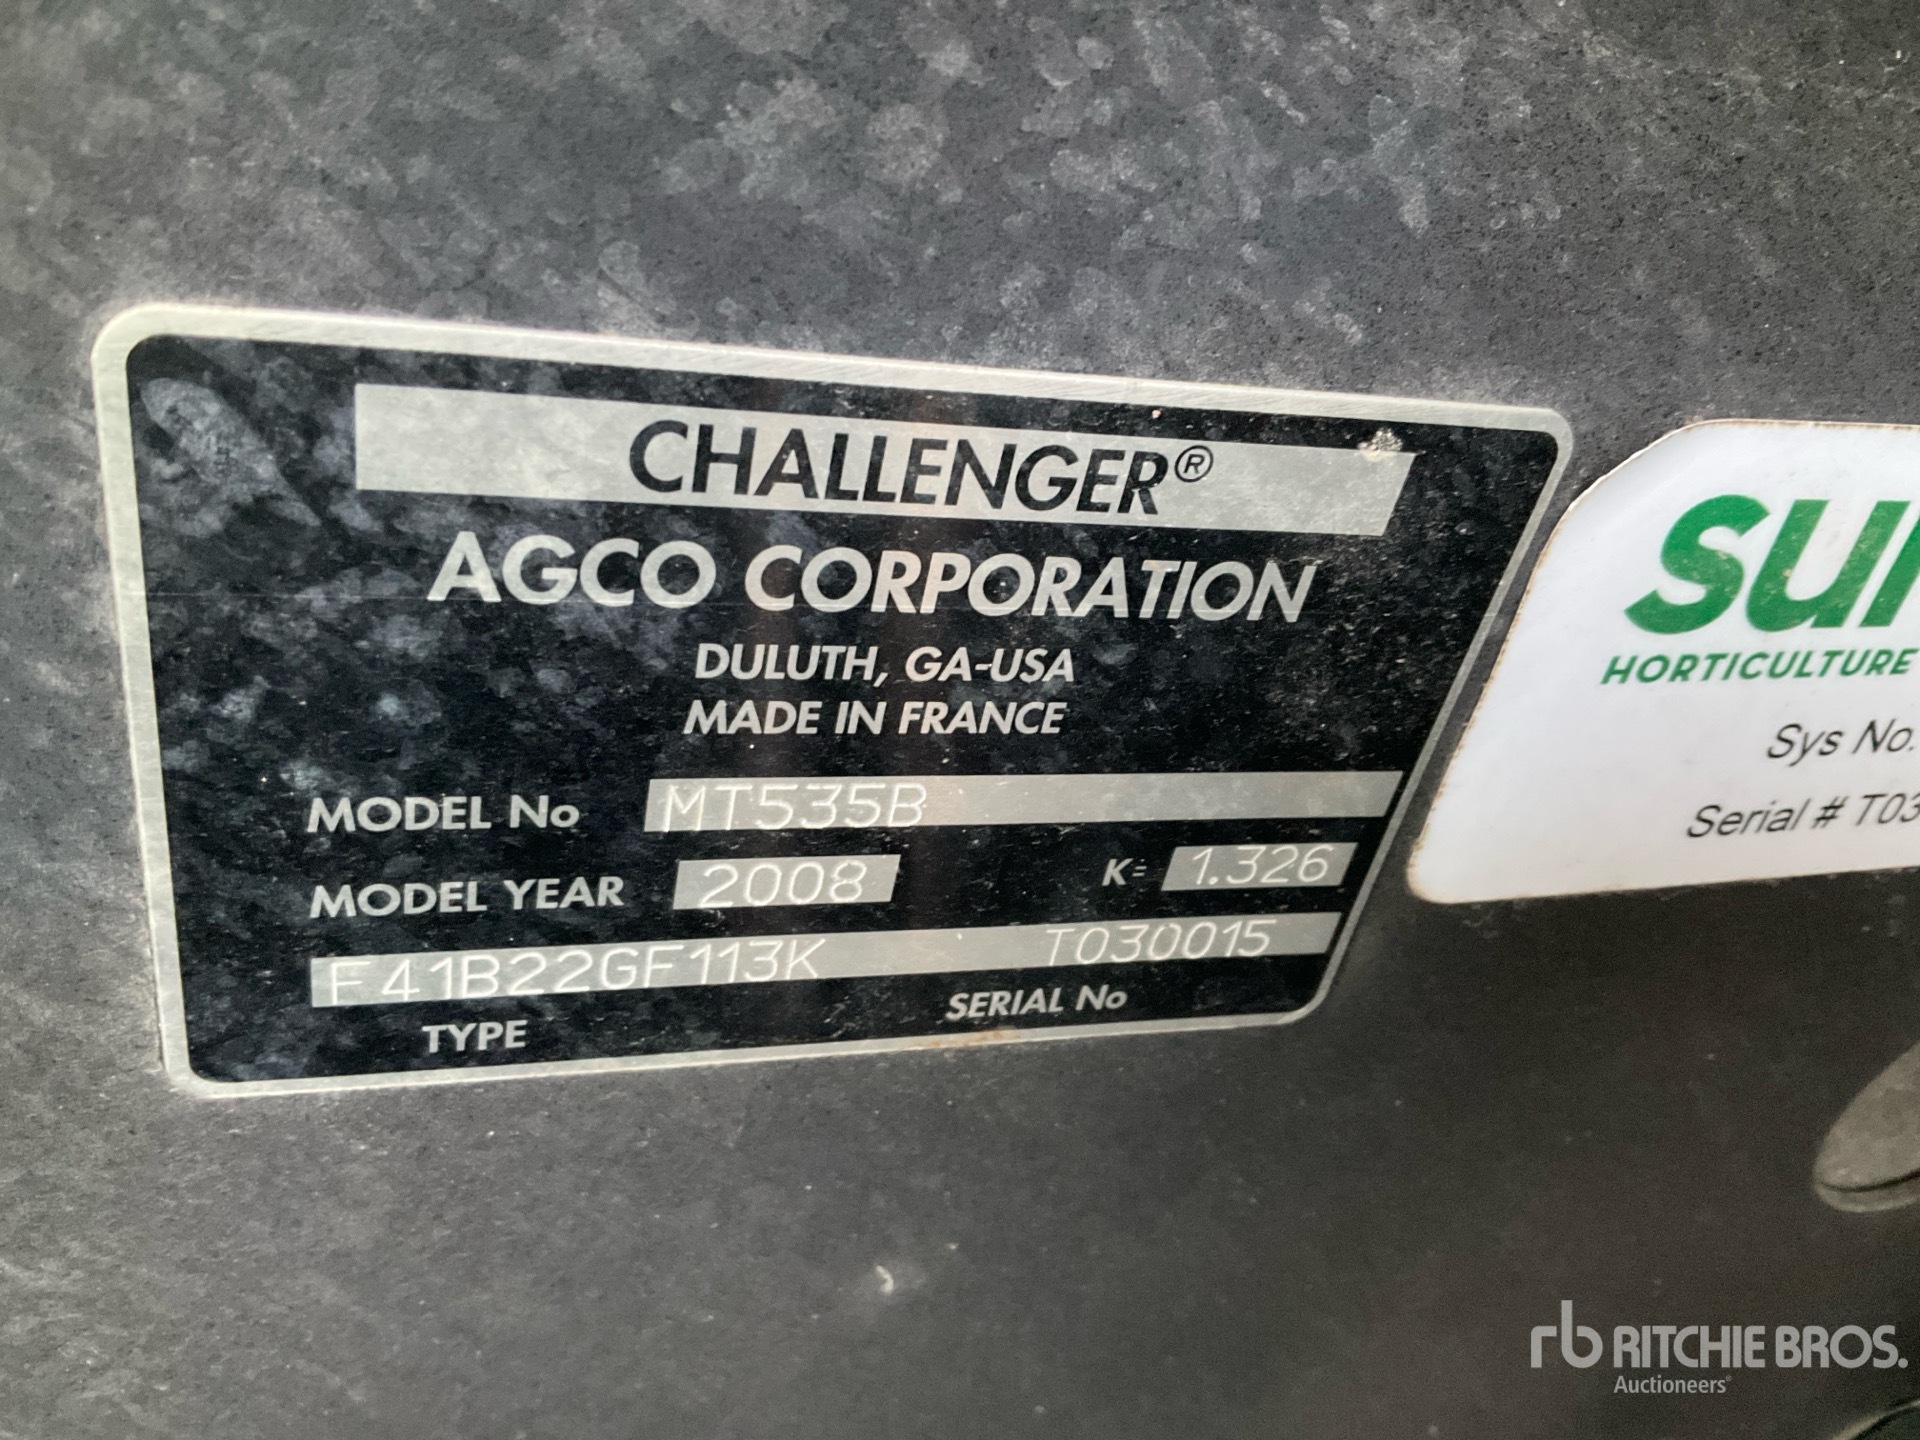 CHALLENGER®
AGCO CORPORATION
DULUTH, GA-USA
MADE IN FRANCE
MODEL No MT535B
MODEL YEAR 2008 K= 1.326
F41B22GF113K T030015
TYPE SERIAL No
HORTICULTURE
Sys No.
Serial # T03
rb RITCHIE BROS.
Auctioneers